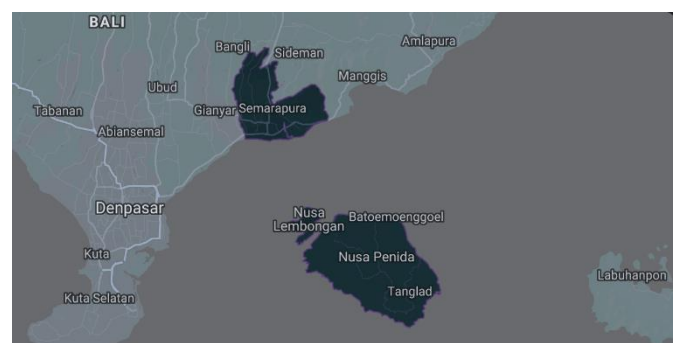 BALI
Amlapura
Bangli
Sideman
Manggis
Ubud
Tabanan
Gianyar
Semarapura
Abiansemal
Denpasar
Nusa
Lembongan
Batoemoenggoel
Kuta
Nusa Penida
Labuhanpon
Tanglad
Kuta Selatan